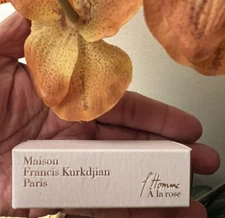 Maison
Francis Kurkdjian
Paris
l'Homme
À la rose